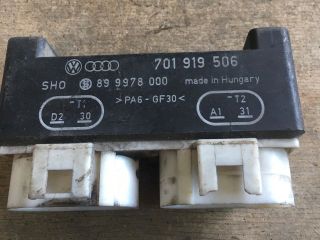 701 919 506
SHO 89 9978 000 made in Hungary
>PA6-GF30<
T1 T2
D2 30 A1 31